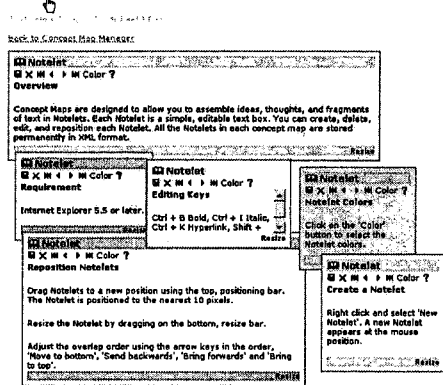 Back to Concept Map Manager
Notelet
Color ?
Overview
Concept Maps are designed to allow you to assemble ideas, thoughts, and fragments
of text in Notelets. Each Notelet is a simple, editable text box. You can create, delete,
edit, and reposition each Notelet. All the Notelets in each concept map are stored
permanently in XML format.
Resize
Notelet
Color ?
Requirement
Internet Explorer 5.5 or later.
Notelet
Color ?
Editing Keys
Ctrl + B Bold, Ctrl + I Italic,
Ctrl + K Hyperlink, Shift +
Resize
Notelet
Color ?
Notelet Colors
Click on the 'Color'
button to select the
Notelet colors.
Notelet
Color ?
Reposition Notelets
Drag Notelets to a new position using the top, positioning bar.
The Notelet is positioned to the nearest 10 pixels.
Resize the Notelet by dragging on the bottom, resize bar.
Adjust the overlap order using the arrow keys in the order,
'Move to bottom', 'Send backwards', 'Bring forwards' and 'Bring
to top'.
Resize
Notelet
Color ?
Create a Notelet
Right click and select 'New
Notelet'. A new Notelet
appears at the mouse
position.
Resize